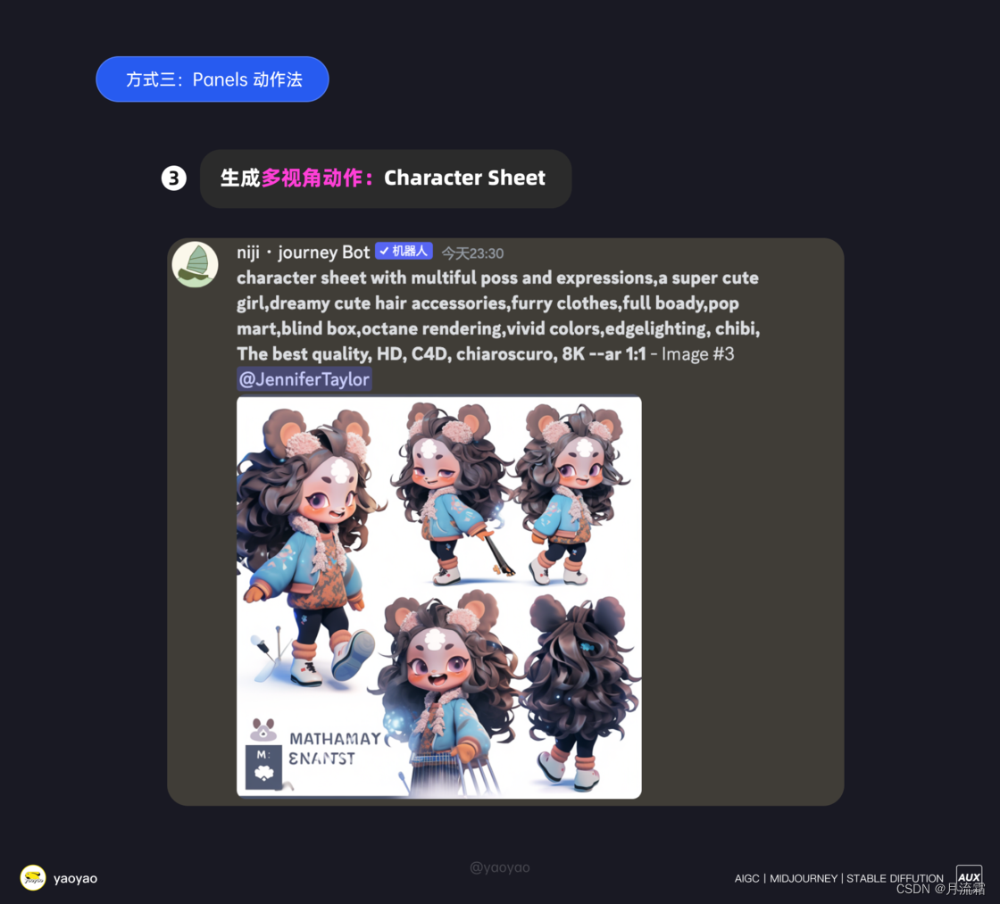 方式三：Panels 动作法
3
生成多视角动作：Character Sheet
niji · journey Bot ✓ 机器人 今天23:30
character sheet with multiful poss and expressions,a super cute
girl,dreamy cute hair accessories,furry clothes,full boady,pop
mart,blind box,octane rendering,vivid colors,edgelighting, chibi,
The best quality, HD, C4D, chiaroscuro, 8K --ar 1:1 - Image #3
@JenniferTaylor
MATHAMAY
M:
ENANTST
@yaoyao
yaoyao
AIGC | MIDJOURNEY | STABLE DIFFUTION
AUX
CSDN @月流霜